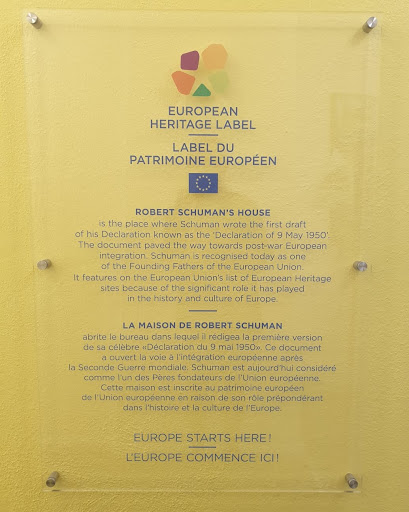 EUROPEAN
HERITAGE LABEL
LABEL DU
PATRIMOINE EUROPÉEN
ROBERT SCHUMAN'S HOUSE
is the place where Schuman wrote the first draft
of his Declaration known as the 'Declaration of 9 May 1950'.
The document paved the way towards post-war European
integration. Schuman is recognised today as one
of the Founding Fathers of the European Union.
It features on the European Union's list of European Heritage
sites because of the significant role it has played
in the history and culture of Europe.
LA MAISON DE ROBERT SCHUMAN
abrite le bureau dans lequel il rédigea la première version
de sa célèbre «Déclaration du 9 mai 1950». Ce document
a ouvert la voie à l'intégration européenne après
la Seconde Guerre mondiale. Schuman est aujourd'hui considéré
comme l'un des Pères fondateurs de l'Union européenne.
Cette maison est inscrite au patrimoine européen
de l'Union européenne en raison de son rôle prépondérant
dans l'histoire et la culture de l'Europe.
EUROPE STARTS HERE!
L'EUROPE COMMENCE ICI!